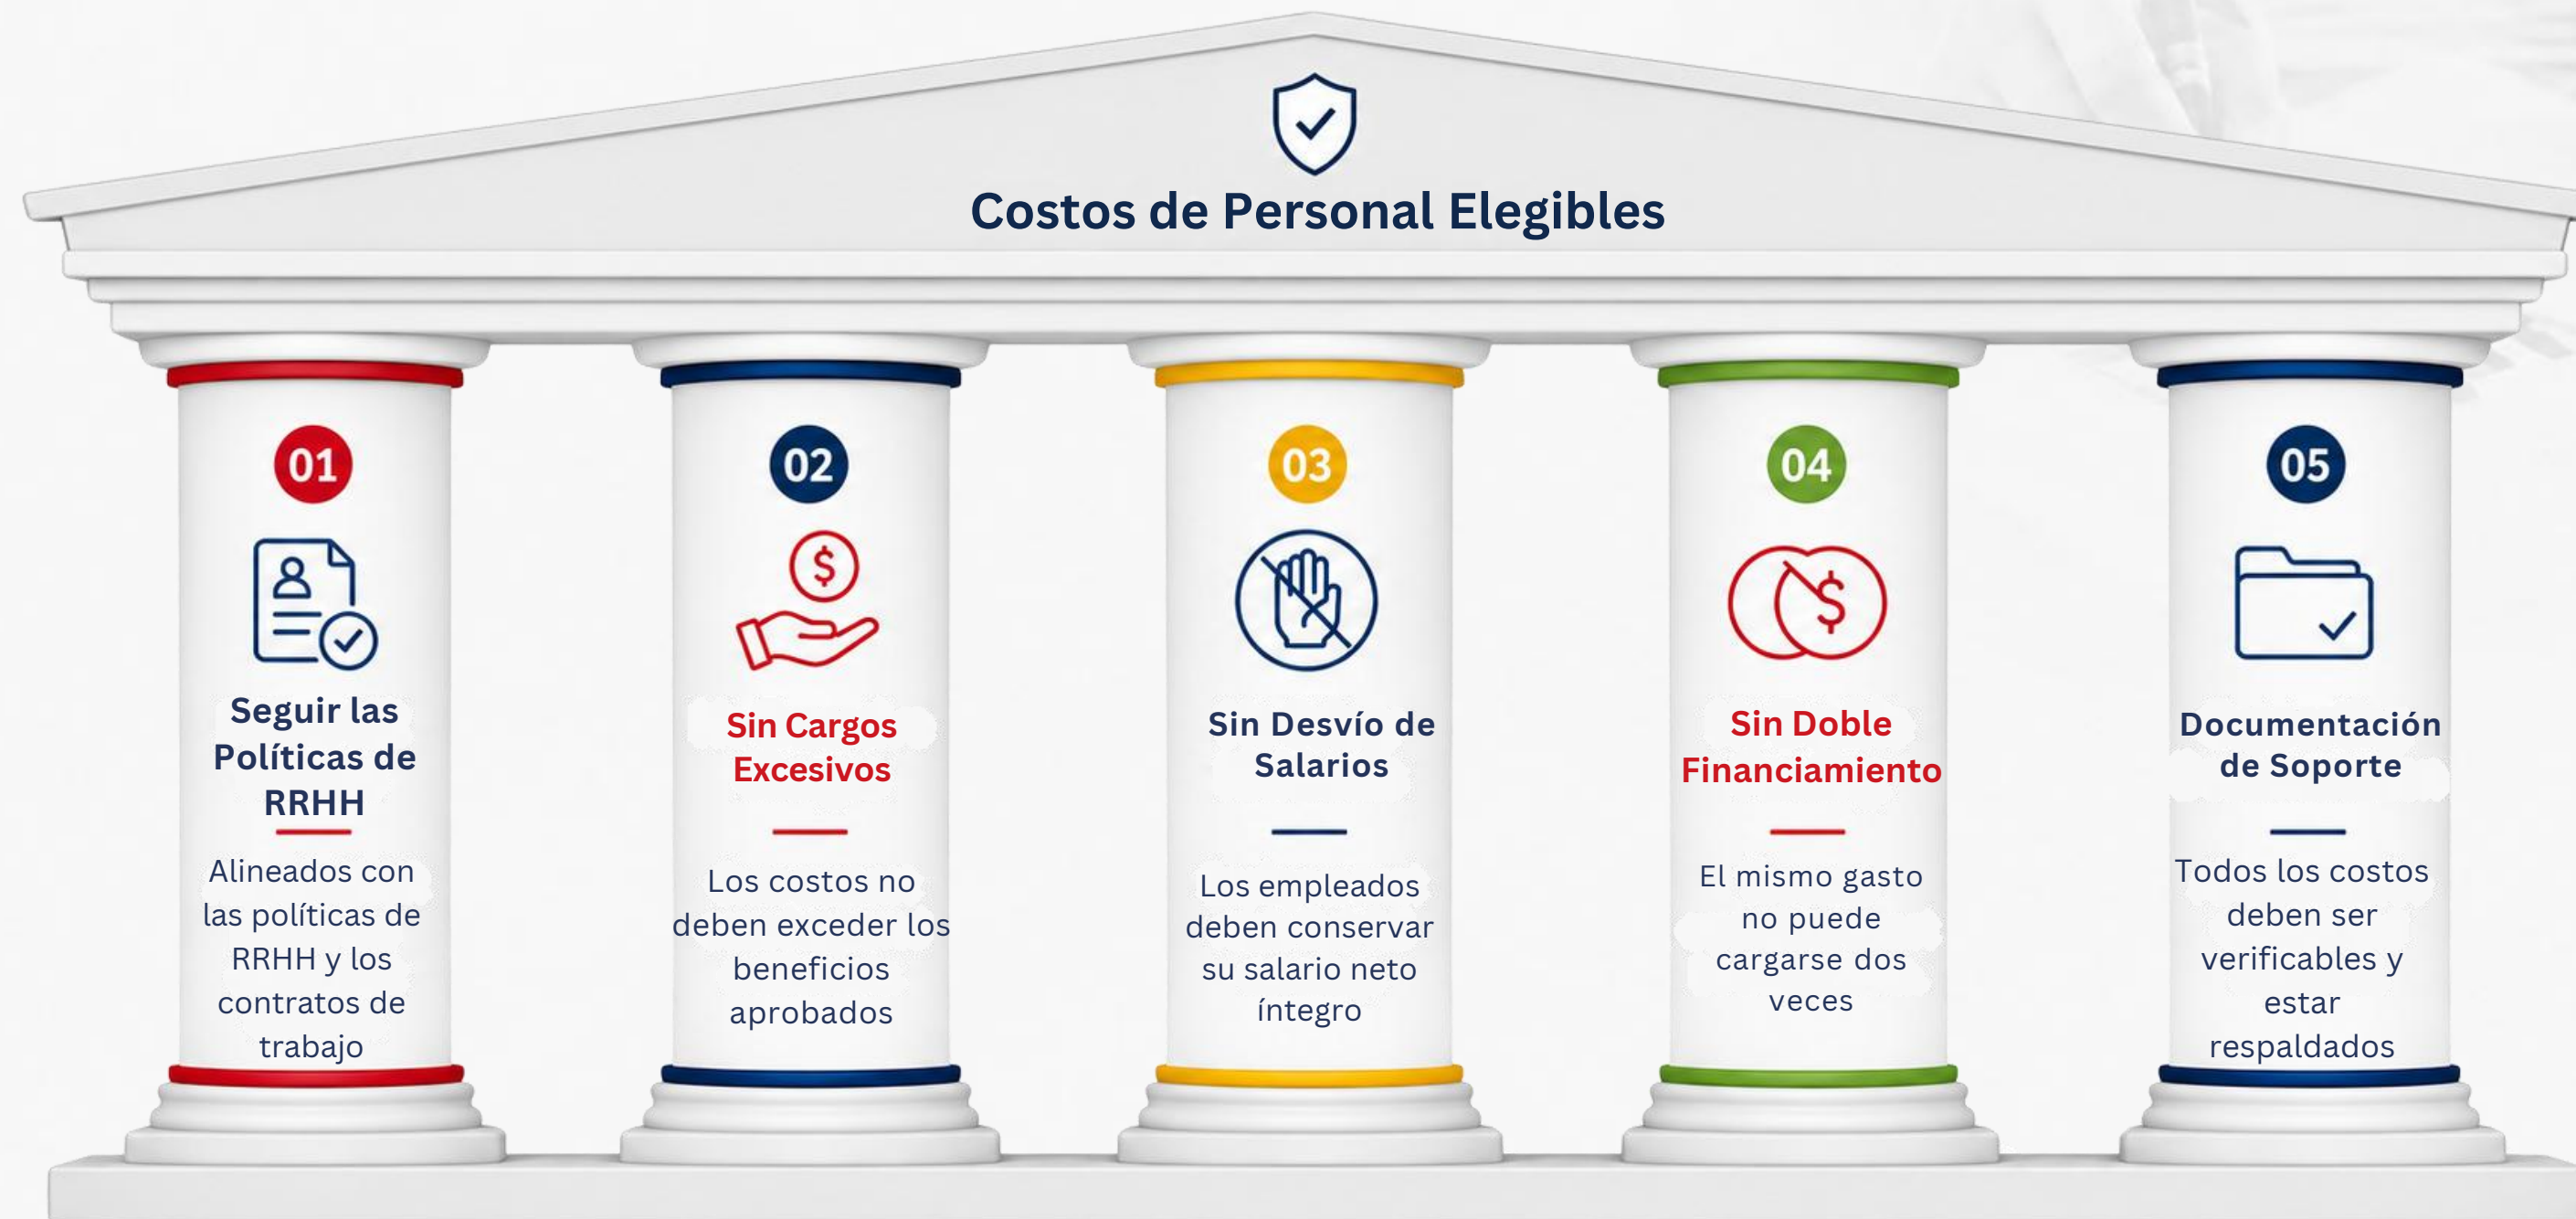 Costos de Personal Elegibles
01
$
Seguir las
Políticas de
RRHH
Alineados con
las políticas de
RRHH y los
contratos de
trabajo
02
Sin Cargos
Excesivos
Los costos no
deben exceder los
beneficios
aprobados
03
Sin Desvío de
Salarios
Los empleados
deben conservar
su salario neto
íntegro
04
$
Sin Doble
Financiamiento
El mismo gasto
no puede
cargarse dos
veces
05
Documentación
de Soporte
Todos los costos
deben ser
verificables y
estar
respaldados